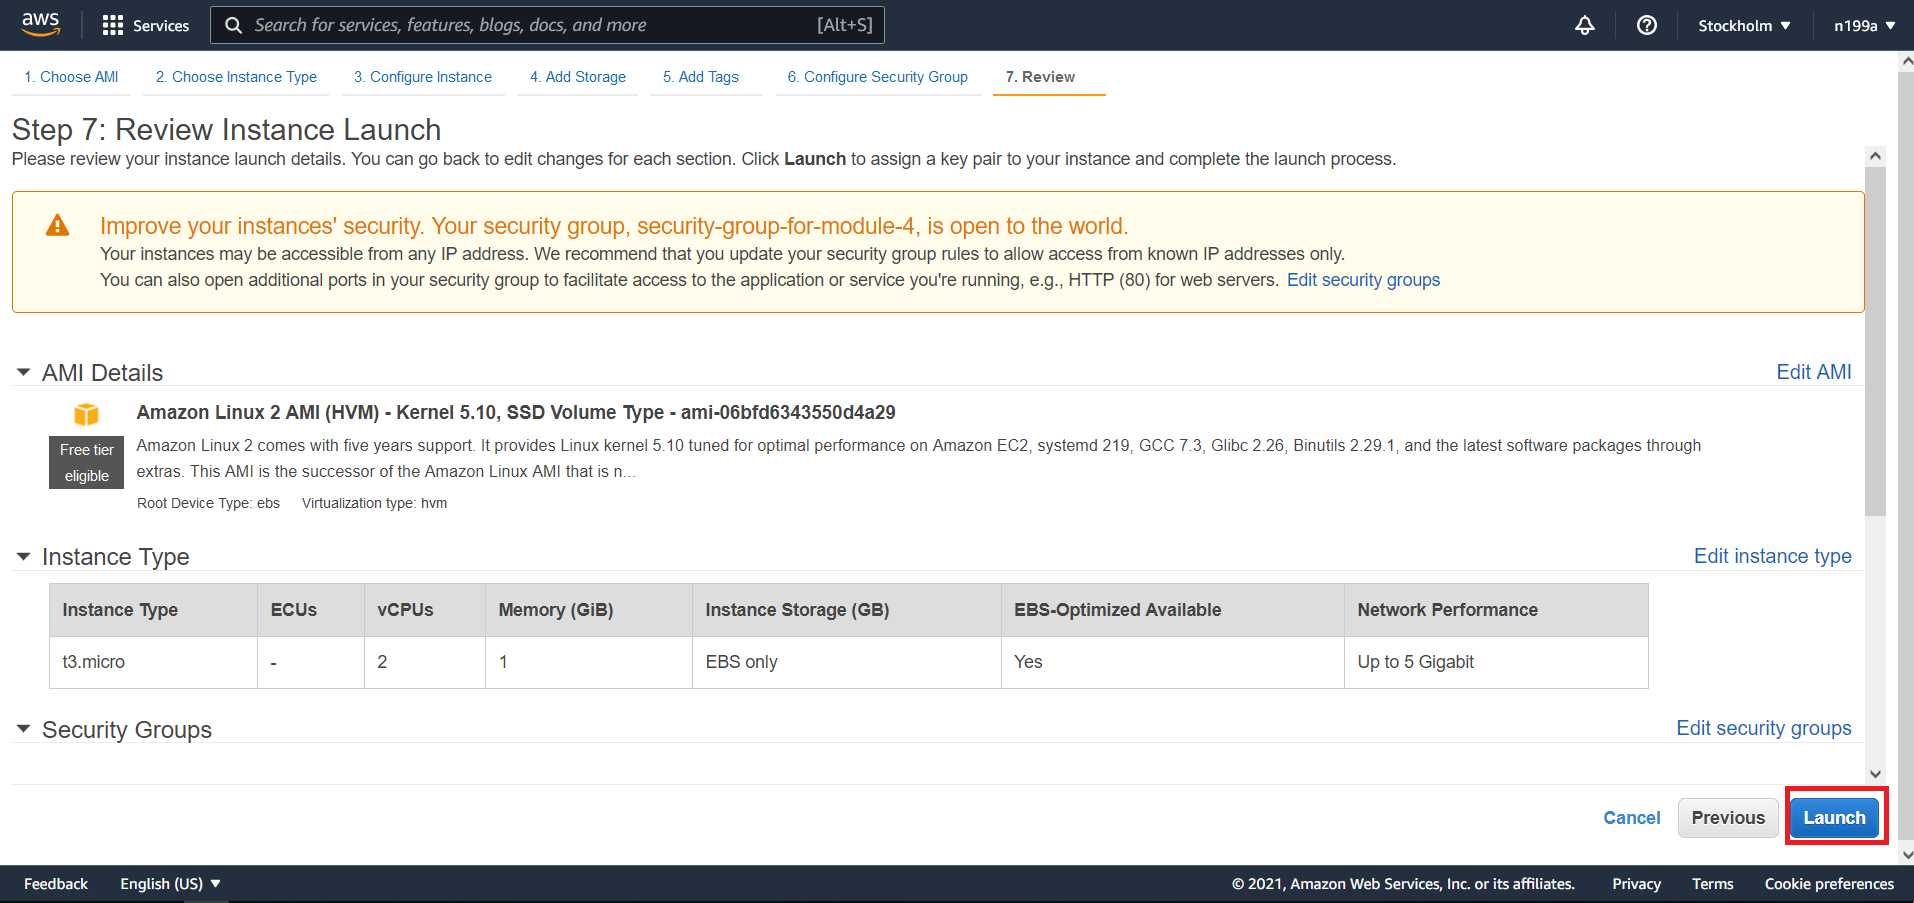 aws
Services
Search for services, features, blogs, docs, and more
[Alt+S]
Stockholm
n199a
1. Choose AMI
2. Choose Instance Type
3. Configure Instance
4. Add Storage
5. Add Tags
6. Configure Security Group
7. Review
Step 7: Review Instance Launch
Please review your instance launch details. You can go back to edit changes for each section. Click Launch to assign a key pair to your instance and complete the launch process.
Improve your instances' security. Your security group, security-group-for-module-4, is open to the world.
Your instances may be accessible from any IP address. We recommend that you update your security group rules to allow access from known IP addresses only.
You can also open additional ports in your security group to facilitate access to the application or service you're running, e.g., HTTP (80) for web servers. Edit security groups
AMI Details
Edit AMI
Amazon Linux 2 AMI (HVM) - Kernel 5.10, SSD Volume Type - ami-06bfd6343550d4a29
Free tier
eligible
Amazon Linux 2 comes with five years support. It provides Linux kernel 5.10 tuned for optimal performance on Amazon EC2, systemd 219, GCC 7.3, Glibc 2.26, Binutils 2.29.1, and the latest software packages through
extras. This AMI is the successor of the Amazon Linux AMI that is n...
Root Device Type: ebs Virtualization type: hvm
Instance Type
Edit instance type
Instance Type ECUs vCPUs Memory (GiB) Instance Storage (GB) EBS-Optimized Available Network Performance
t3.micro - 2 1 EBS only Yes Up to 5 Gigabit
Security Groups
Edit security groups
Cancel
Previous
Launch
Feedback
English (US)
© 2021, Amazon Web Services, Inc. or its affiliates.
Privacy
Terms
Cookie preferences